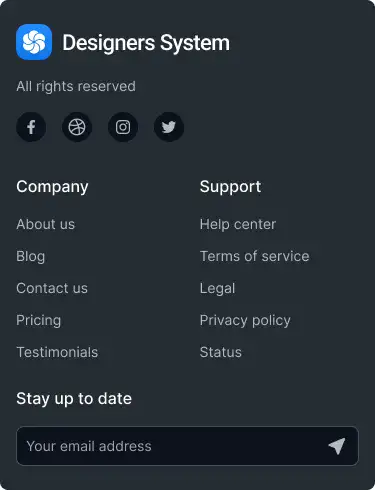 Designers System
All rights reserved
Company
About us
Blog
Contact us
Pricing
Testimonials
Support
Help center
Terms of service
Legal
Privacy policy
Status
Stay up to date
Your email address